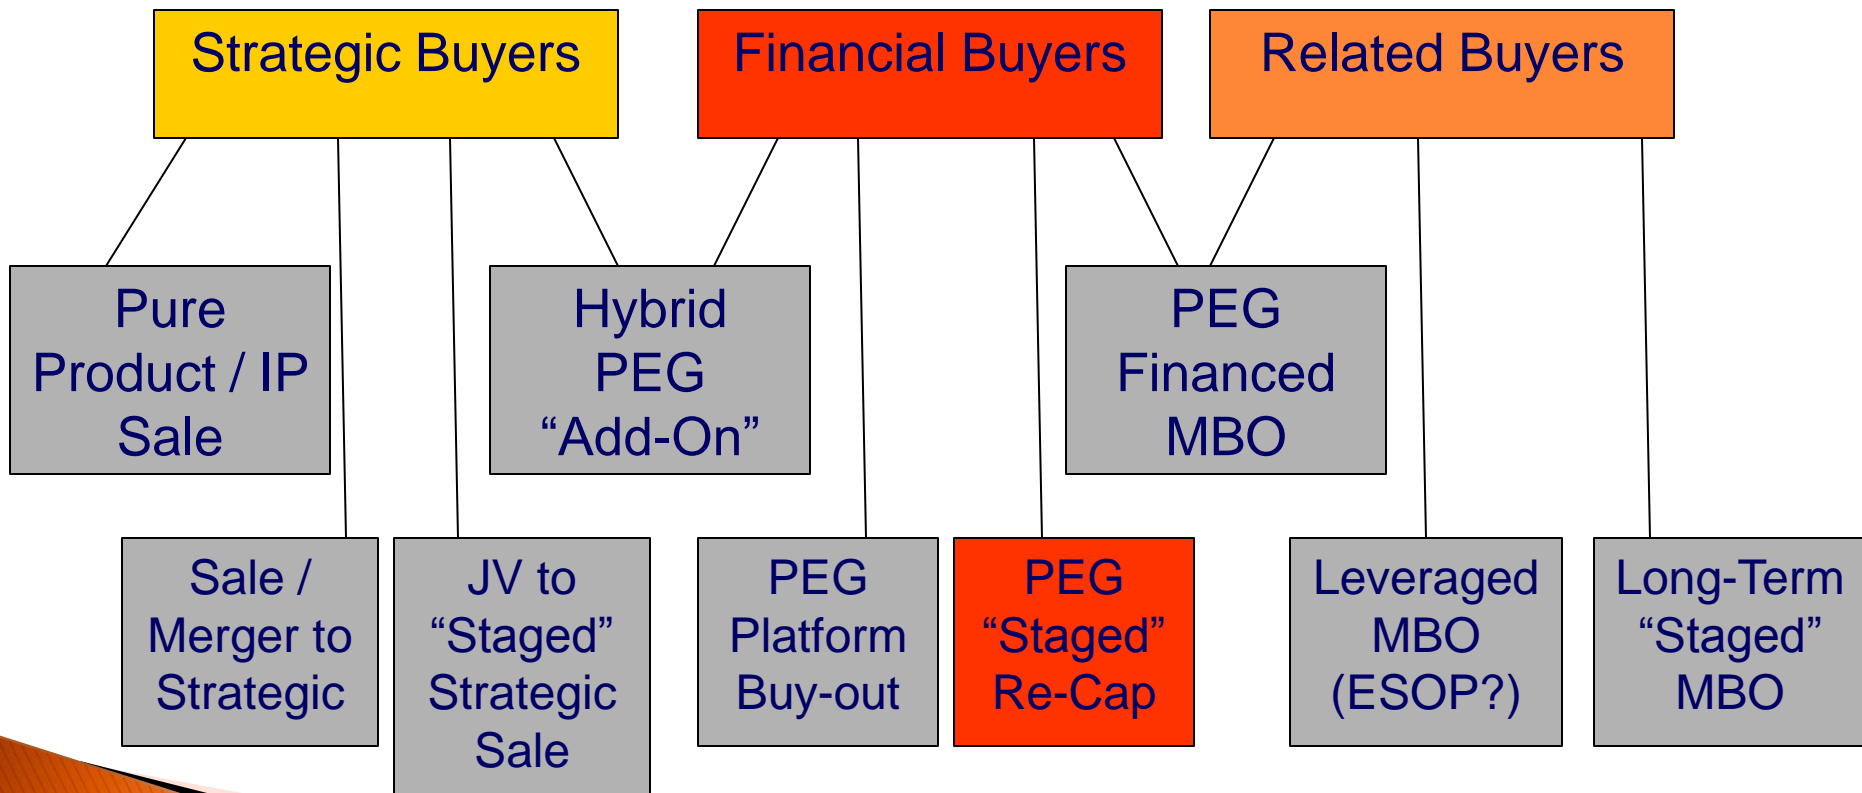 Strategic Buyers
Financial Buyers
Related Buyers
Pure
Product / IP
Sale
Hybrid
PEG
“Add-On”
PEG
Financed
MBO
Sale /
Merger to
Strategic
JV to
“Staged”
Strategic
Sale
PEG
Platform
Buy-out
PEG
“Staged”
Re-Cap
Leveraged
MBO
(ESOP?)
Long-Term
“Staged”
MBO